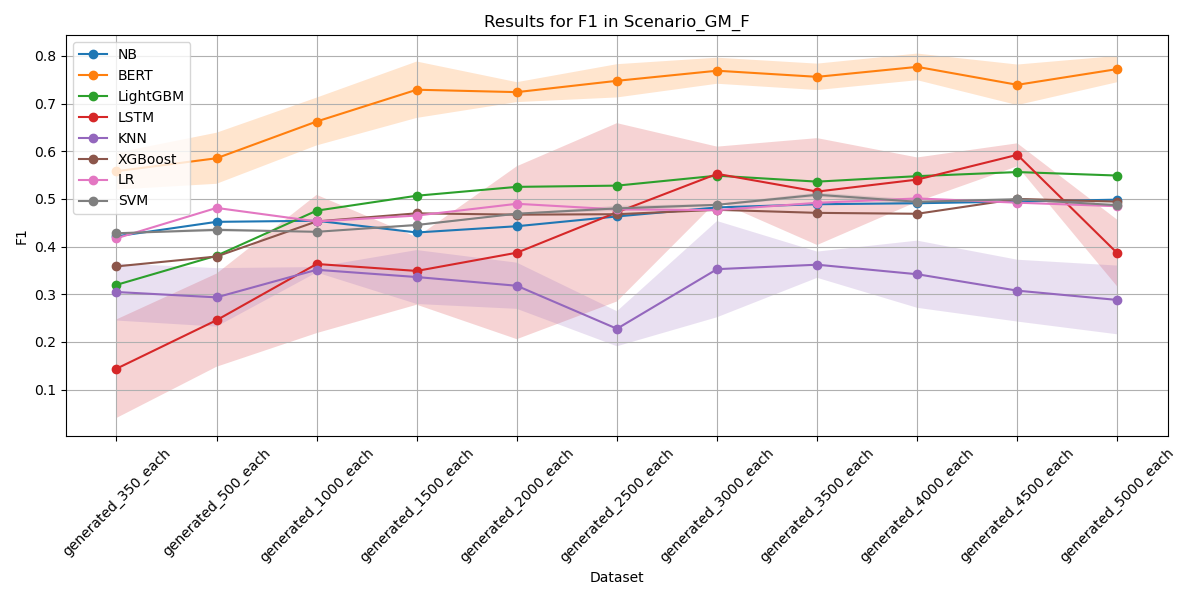 Results for F1 in Scenario_GM_F
NB
BERT
LightGBM
LSTM
KNN
XGBoost
LR
SVM
F1
0.8
0.7
0.6
0.5
0.4
0.3
0.2
0.1
generated_350_each
generated_500_each
generated_1000_each
generated_1500_each
generated_2000_each
generated_2500_each
generated_3000_each
generated_3500_each
generated_4000_each
generated_4500_each
generated_5000_each
Dataset